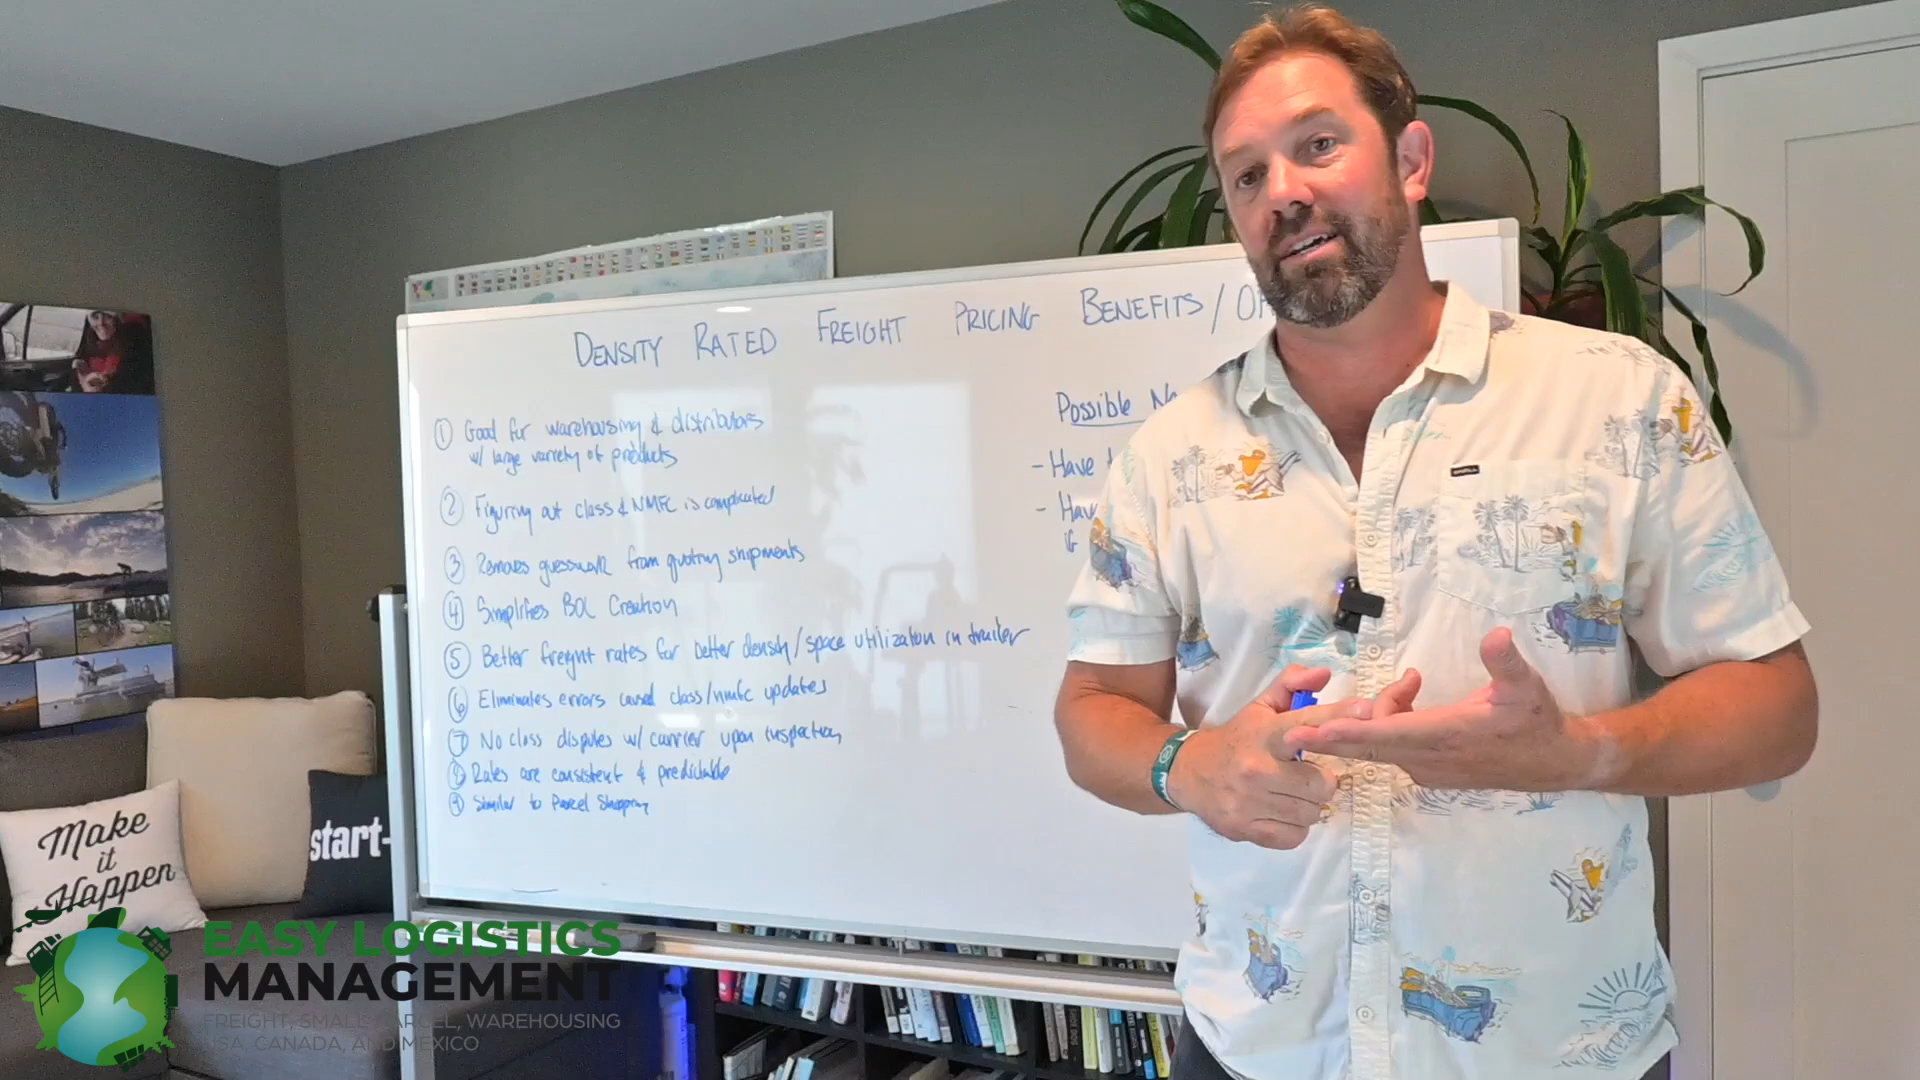 DENSITY RATED FREIGHT PRICING BENEFITS /
① Good for warehousing & distributors
w/ large variety of products
② Figuring out class & NMFC is complicated
③ Removes guesswork from quoting shipments
④ Simplifies BOL Creation
⑤ Better freight rates for better density/space utilization in trailer
⑥ Eliminates errors caused class/nmfc updates
⑦ No class disputes w/ carrier upon inspection
⑧ Rates are consistent & predictable
⑨ Similar to Parcel Shipping
Possible
- Have
- Hav
Make
it
Happen
start-
EASY LOGISTICS
MANAGEMENT
FREIGHT, SMALL PARCEL, WAREHOUSING
USA, CANADA, AND MEXICO